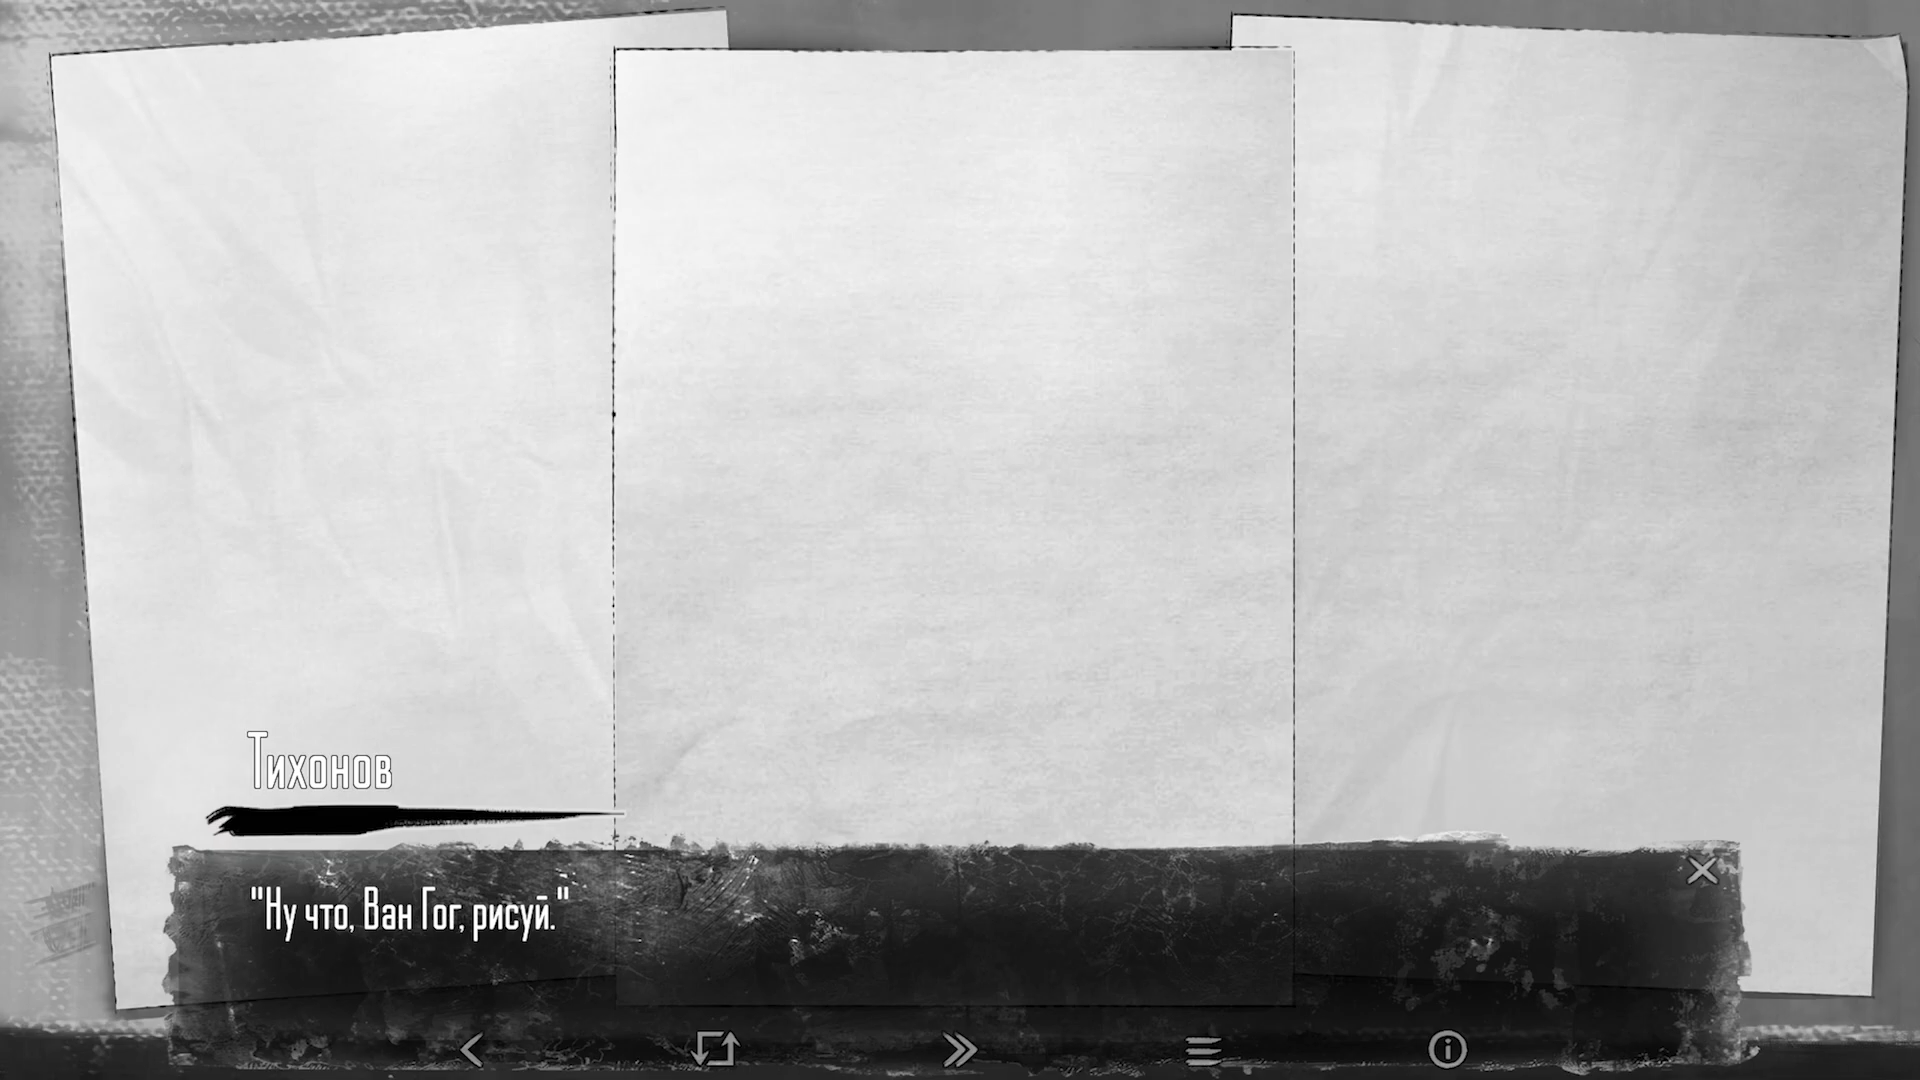 Тихонов
"Ну что, Ван Гог, рисуй."